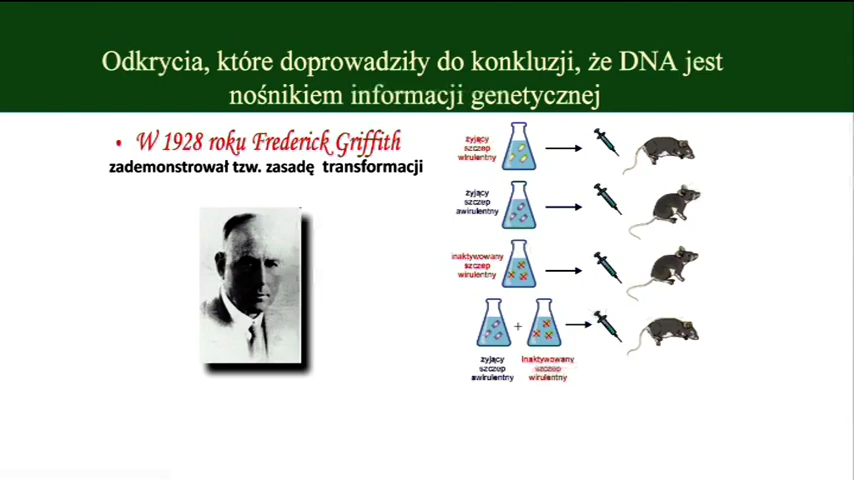 Odkrycia, które doprowadziły do konkluzji, że DNA jest
nośnikiem informacji genetycznej
• W 1928 roku Frederick Griffith
zademonstrował tzw. zasadę transformacji
żyjący
szczep
wirulentny
żyjący
szczep
awirulentny
inaktywowany
szczep
wirulentny
+
żyjący
szczep
awirulentny
inaktywowany
szczep
wirulentny